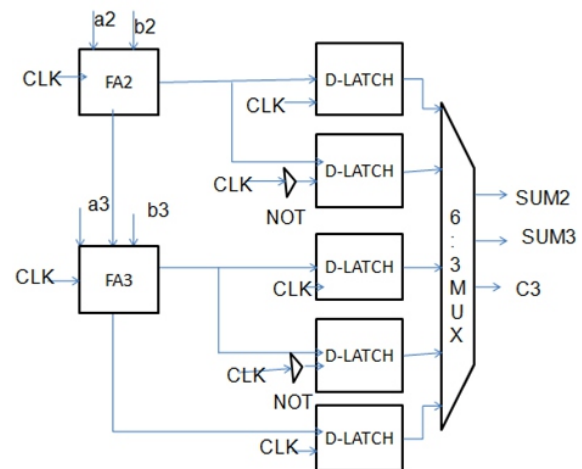 a2
b2
CLK
FA2
D-LATCH
CLK
D-LATCH
CLK
NOT
a3
b3
CLK
FA3
D-LATCH
CLK
D-LATCH
CLK
NOT
D-LATCH
CLK
6
:
3
M
U
X
SUM2
SUM3
C3